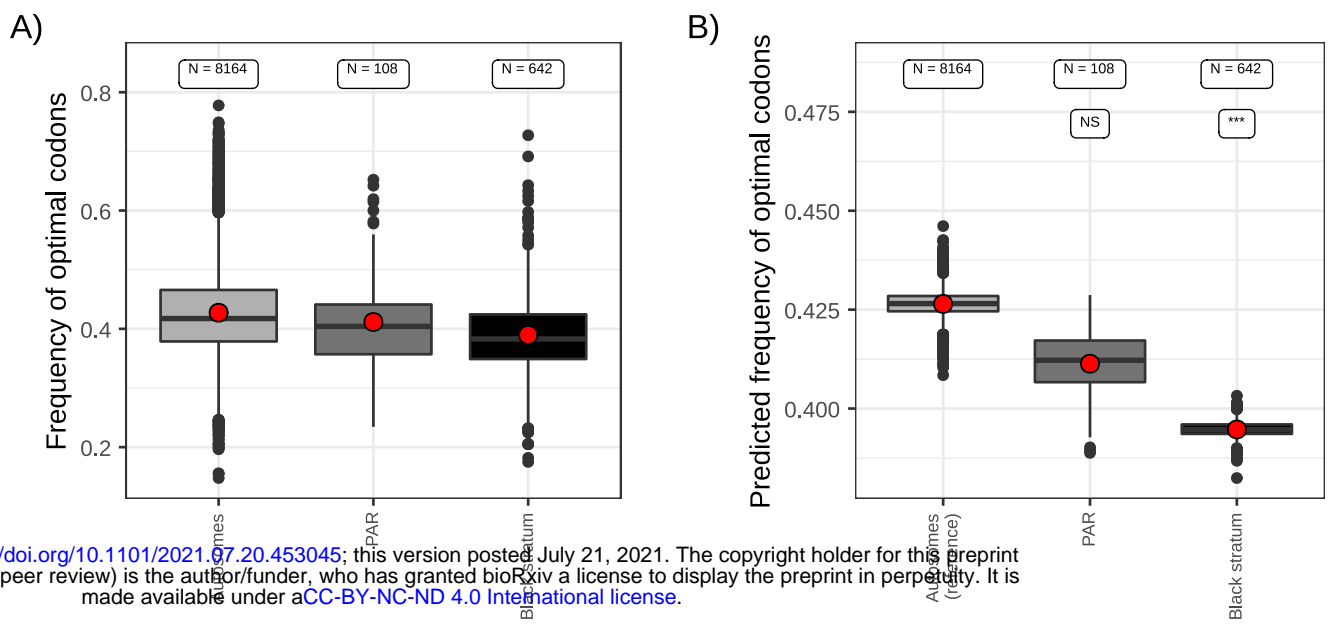 A)
Frequency of optimal codons
0.8
0.6
0.4
0.2
N = 8164
N = 108
N = 642
Autosomes
PAR
Black stratum
B)
Predicted frequency of optimal codons
0.475
0.450
0.425
0.400
N = 8164
N = 108
N = 642
NS
***
Autosomes
(reference)
PAR
Black stratum
/doi.org/10.1101/2021.07.20.453045; this version posted July 21, 2021. The copyright holder for this preprint
peer review) is the author/funder, who has granted bioRxiv a license to display the preprint in perpetuity. It is
made available under aCC-BY-NC-ND 4.0 International license.